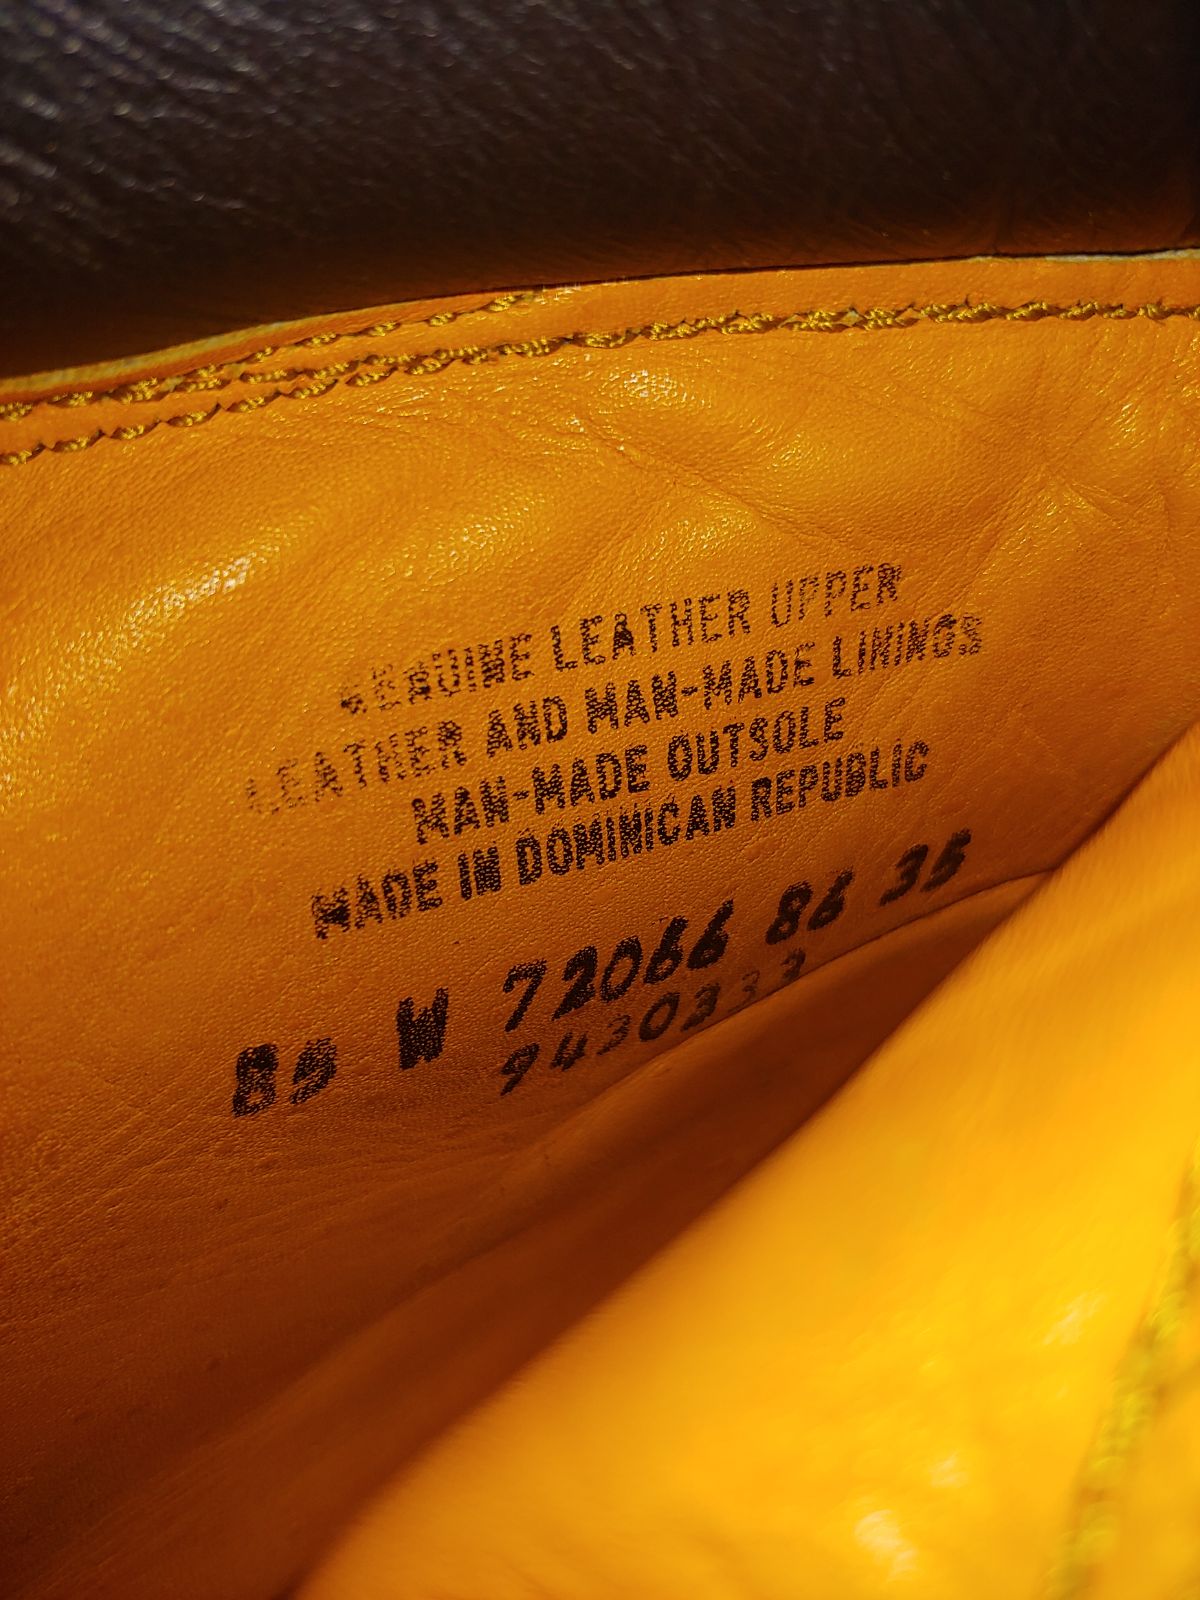 GENUINE LEATHER UPPER
LEATHER AND MAN-MADE LININGS
MAN-MADE OUTSOLE
MADE IN DOMINICAN REPUBLIC
85 W 72066 86 35
9430333